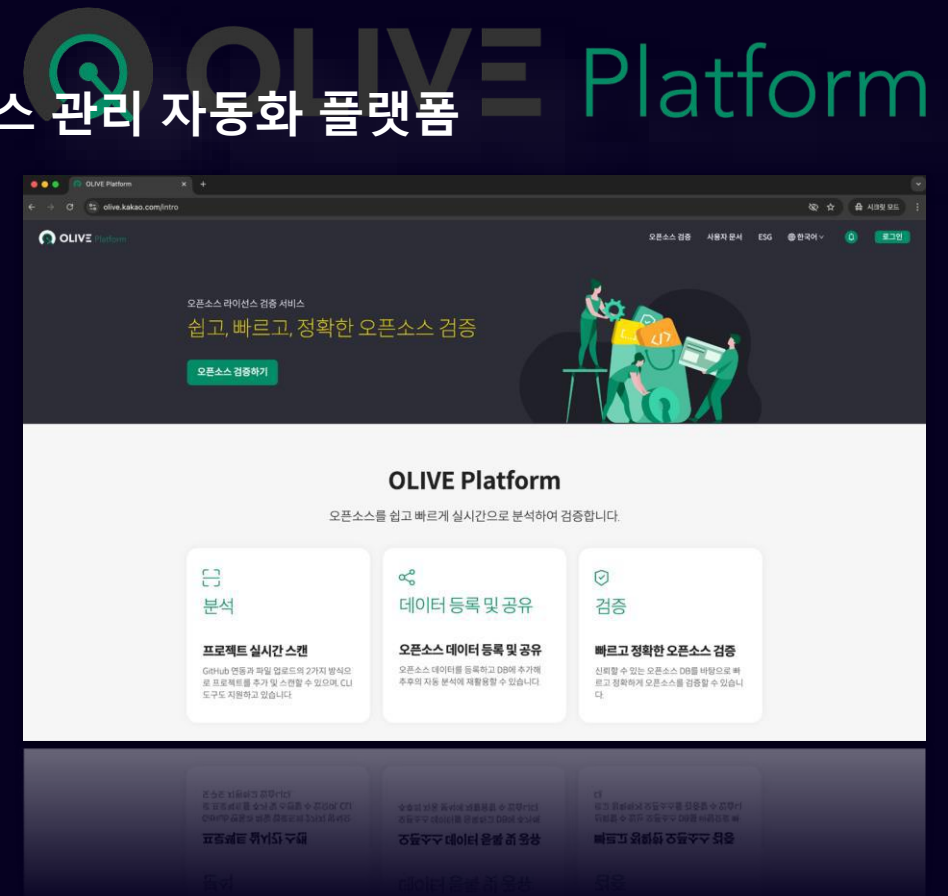 OLIVE Platform
스 관리 자동화 플랫폼
OLIVE Platform
olive.kakao.com/intro
시크릿 모드
OLIVE Platform
오픈소스 검증 사용자 문서 ESG 한국어 로그인
오픈소스 라이선스 검증 서비스
쉽고, 빠르고, 정확한 오픈소스 검증
오픈소스 검증하기
OLIVE Platform
오픈소스를 쉽고 빠르게 실시간으로 분석하여 검증합니다.
분석
프로젝트 실시간 스캔
GitHub 연동과 파일 업로드의 2가지 방식으
로 프로젝트를 추가 및 스캔할 수 있으며, CLI
도구도 지원하고 있습니다
데이터 등록 및 공유
오픈소스 데이터 등록 및 공유
오픈소스 데이터를 등록하고 DB에 추가해
추후의 자동 분석에 재활용할 수 있습니다.
검증
빠르고 정확한 오픈소스 검증
신뢰할 수 있는 오픈소스 DB를 바탕으로 빠
르고 정확하게 오픈소스를 검증할 수 있습니
다.